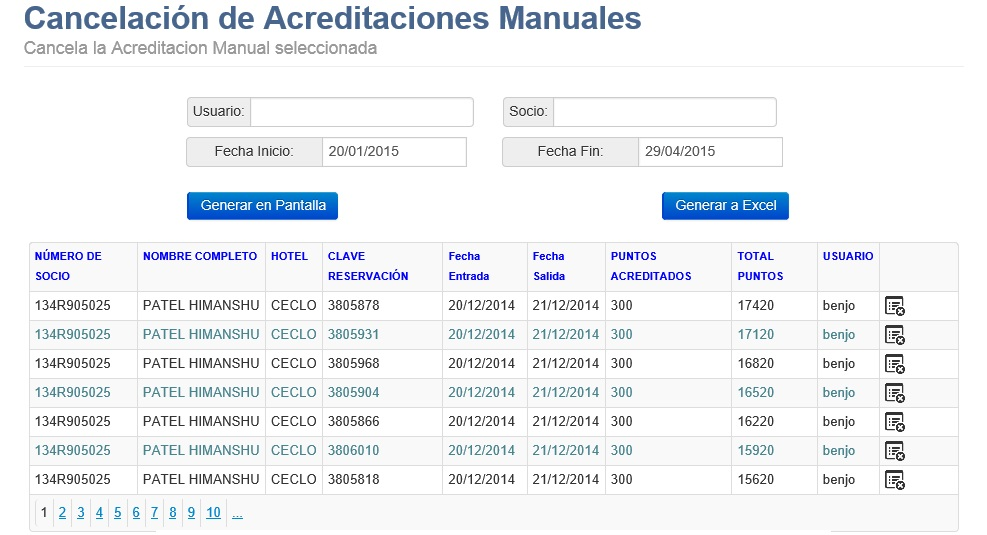 Cancelación de Acreditaciones Manuales
Cancela la Acreditacion Manual seleccionada
Usuario: Socio:
Fecha Inicio: 20/01/2015 Fecha Fin: 29/04/2015
Generar en Pantalla Generar a Excel
NÚMERO DE SOCIO NOMBRE COMPLETO HOTEL CLAVE RESERVACIÓN Fecha Entrada Fecha Salida PUNTOS ACREDITADOS TOTAL PUNTOS USUARIO
134R905025 PATEL HIMANSHU CECLO 3805878 20/12/2014 21/12/2014 300 17420 benjo
134R905025 PATEL HIMANSHU CECLO 3805931 20/12/2014 21/12/2014 300 17120 benjo
134R905025 PATEL HIMANSHU CECLO 3805968 20/12/2014 21/12/2014 300 16820 benjo
134R905025 PATEL HIMANSHU CECLO 3805904 20/12/2014 21/12/2014 300 16520 benjo
134R905025 PATEL HIMANSHU CECLO 3805866 20/12/2014 21/12/2014 300 16220 benjo
134R905025 PATEL HIMANSHU CECLO 3806010 20/12/2014 21/12/2014 300 15920 benjo
134R905025 PATEL HIMANSHU CECLO 3805818 20/12/2014 21/12/2014 300 15620 benjo
1 2 3 4 5 6 7 8 9 10 ...